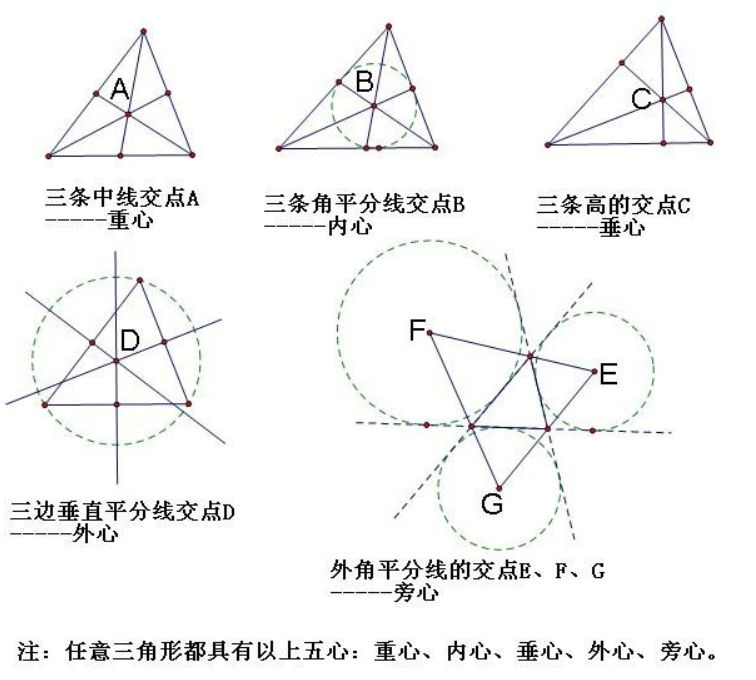 A
B
C
三条中线交点A
-----重心
三条角平分线交点B
-----内心
三条高的交点C
-----垂心
D
F
E
G
三边垂直平分线交点D
-----外心
外角平分线的交点E、F、G
-----旁心
注：任意三角形都具有以上五心：重心、内心、垂心、外心、旁心。